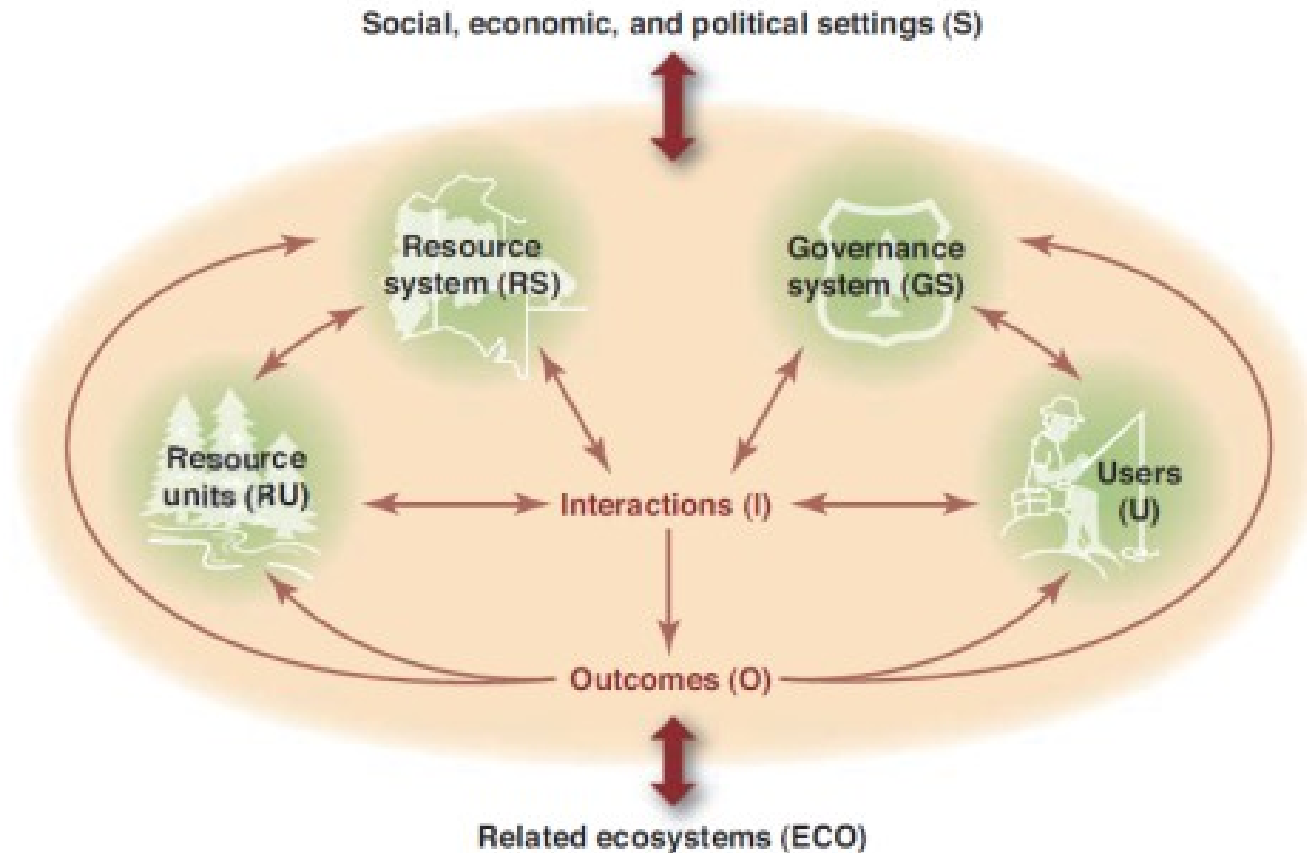 Social, economic, and political settings (S)
Resource
system (RS)
Governance
system (GS)
Resource
units (RU)
Interactions (I)
Users
(U)
Outcomes (O)
Related ecosystems (ECO)